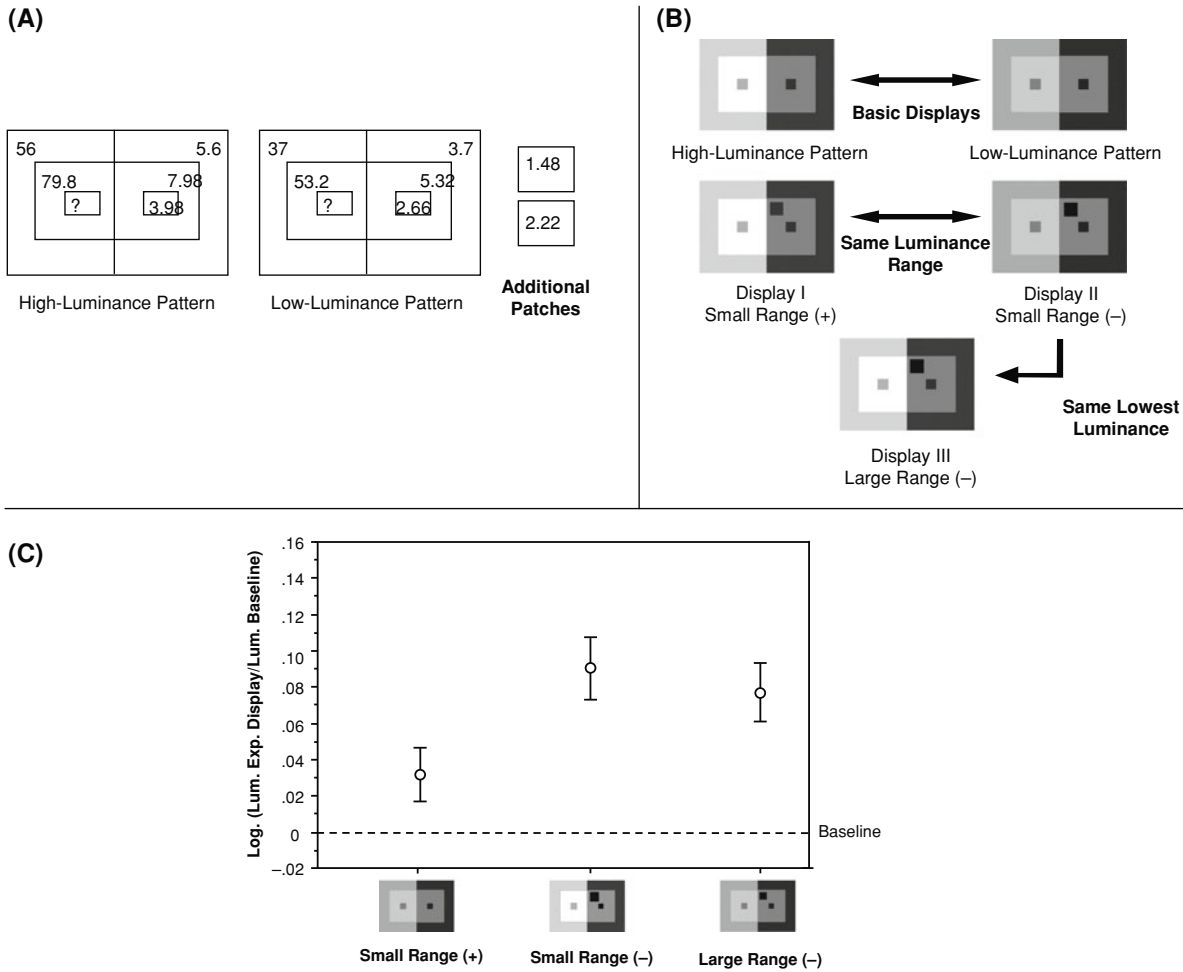 (A)
56
5.6
79.8
7.98
?
3.98
High-Luminance Pattern
37
3.7
53.2
5.32
?
2.66
Low-Luminance Pattern
1.48
2.22
Additional
Patches
(B)
Basic Displays
High-Luminance Pattern
Low-Luminance Pattern
Same Luminance
Range
Display I
Small Range (+)
Display II
Small Range (–)
Same Lowest
Luminance
Display III
Large Range (–)
(C)
Log. (Lum. Exp. Display/Lum. Baseline)
.16
.14
.12
.10
.08
.06
.04
.02
0
–.02
Baseline
Small Range (+)
Small Range (–)
Large Range (–)